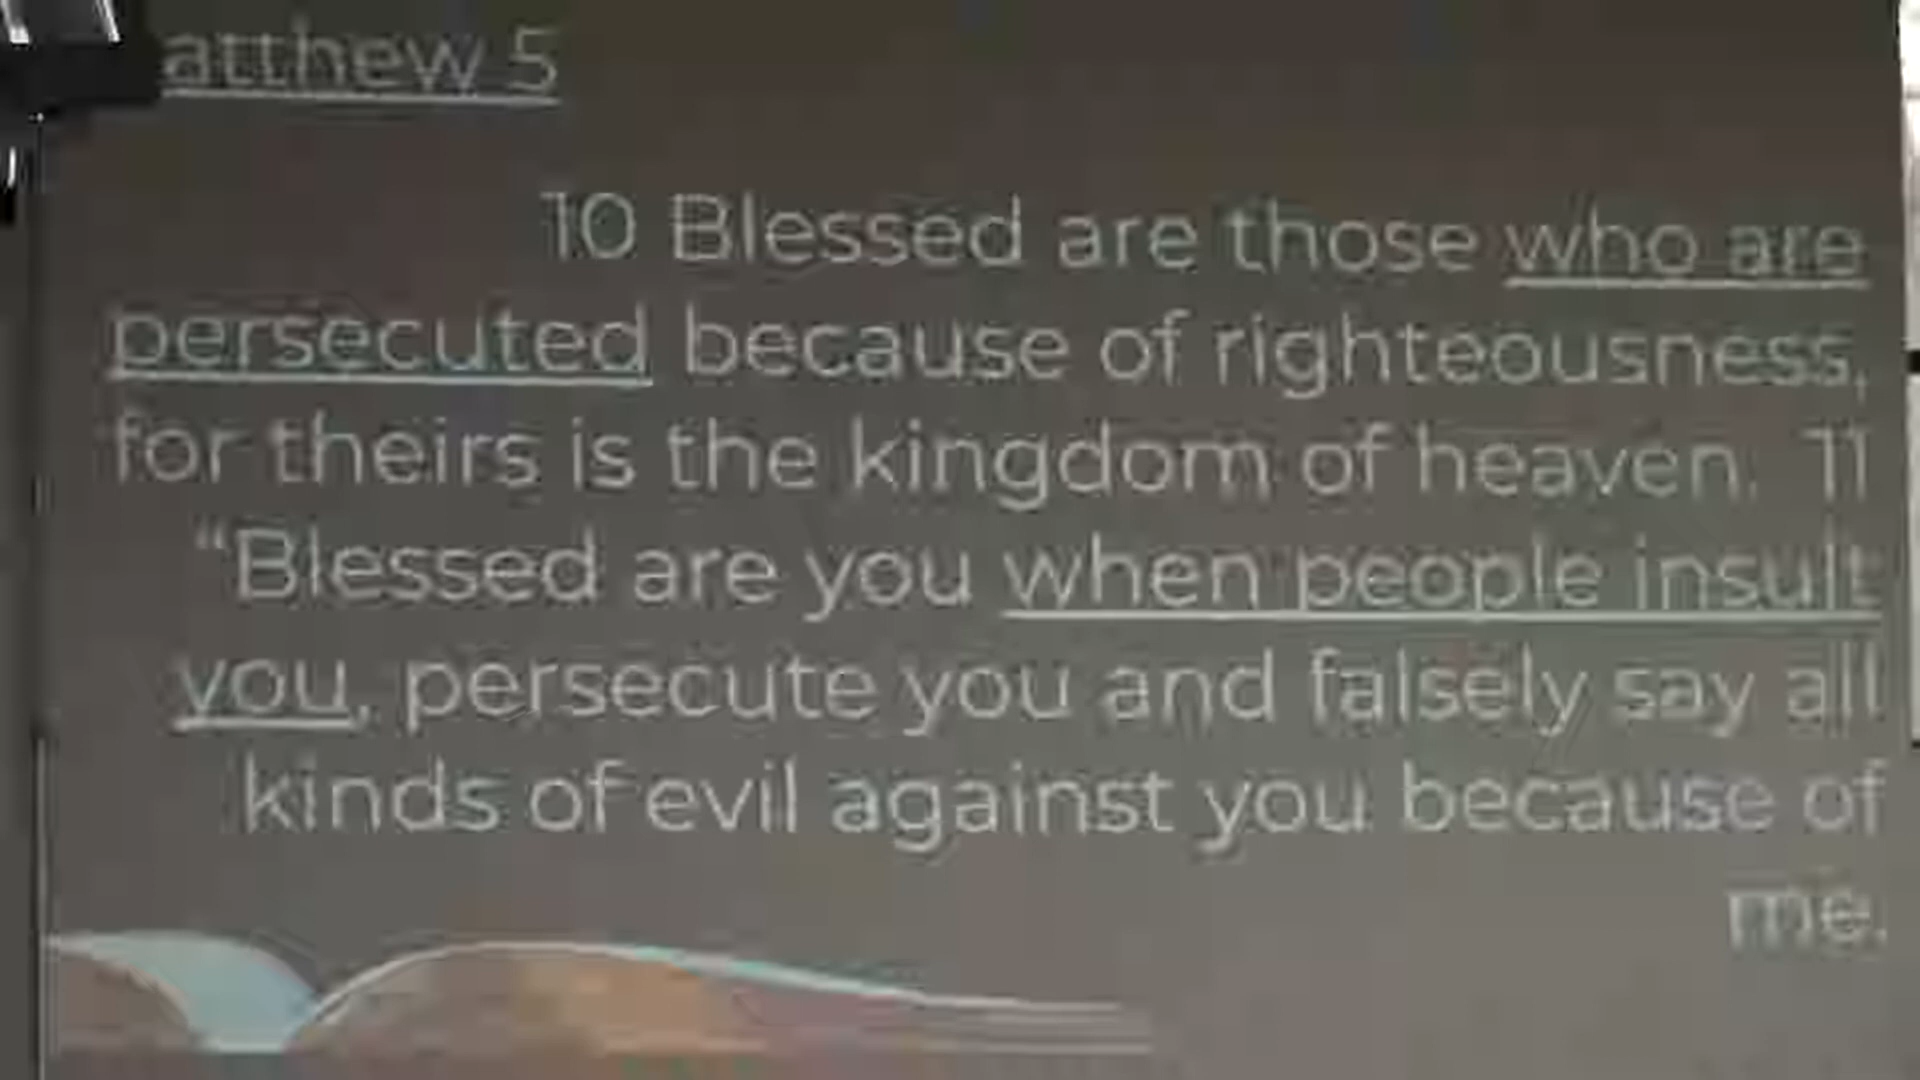 atthew 5
10 Blessed are those who are
persecuted because of righteousness,
for theirs is the kingdom of heaven. 11
“Blessed are you when people insult
you, persecute you and falsely say all
kinds of evil against you because of
me.